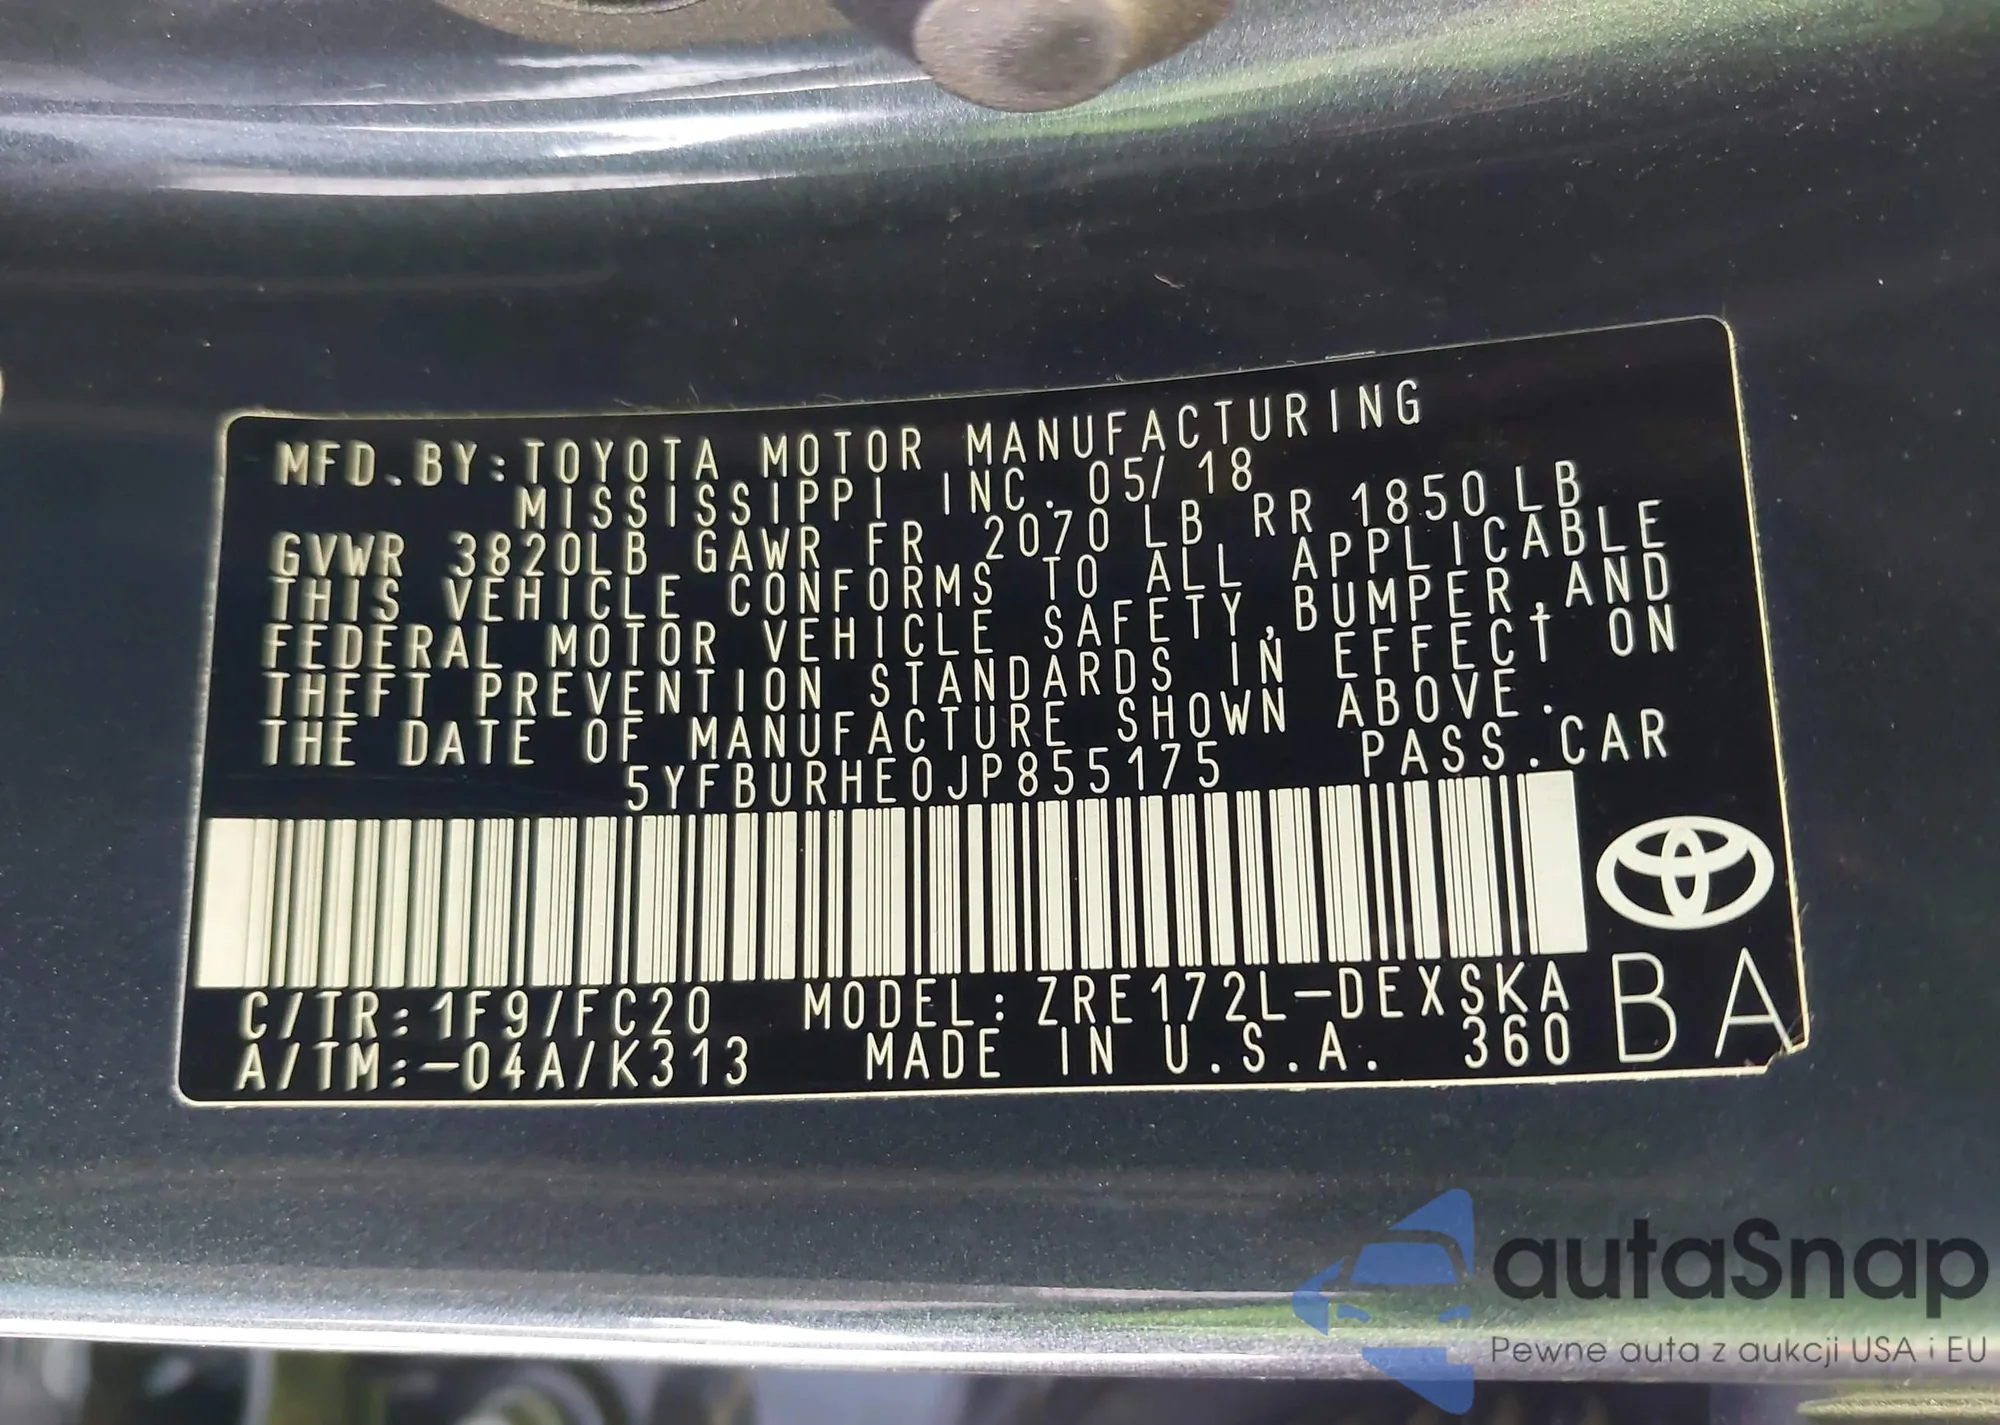 MFD.BY:TOYOTA MOTOR MANUFACTURING
MISSISSIPPI INC. 05/18
GVWR 3820LB GAWR FR 2070 LB RR 1850LB
THIS VEHICLE CONFORMS TO ALL APPLICABLE
FEDERAL MOTOR VEHICLE SAFETY,BUMPER,AND
THEFT PREVENTION STANDARDS IN EFFECT ON
THE DATE OF MANUFACTURE SHOWN ABOVE.
5YFBURHE0JP855175 PASS.CAR
C/TR:1F9/FC20 MODEL:ZRE172L-DEXSKA
A/TM:-04A/K313 MADE IN U.S.A. 360
BA
autaSnap
Pewne auta z aukcji USA i EU